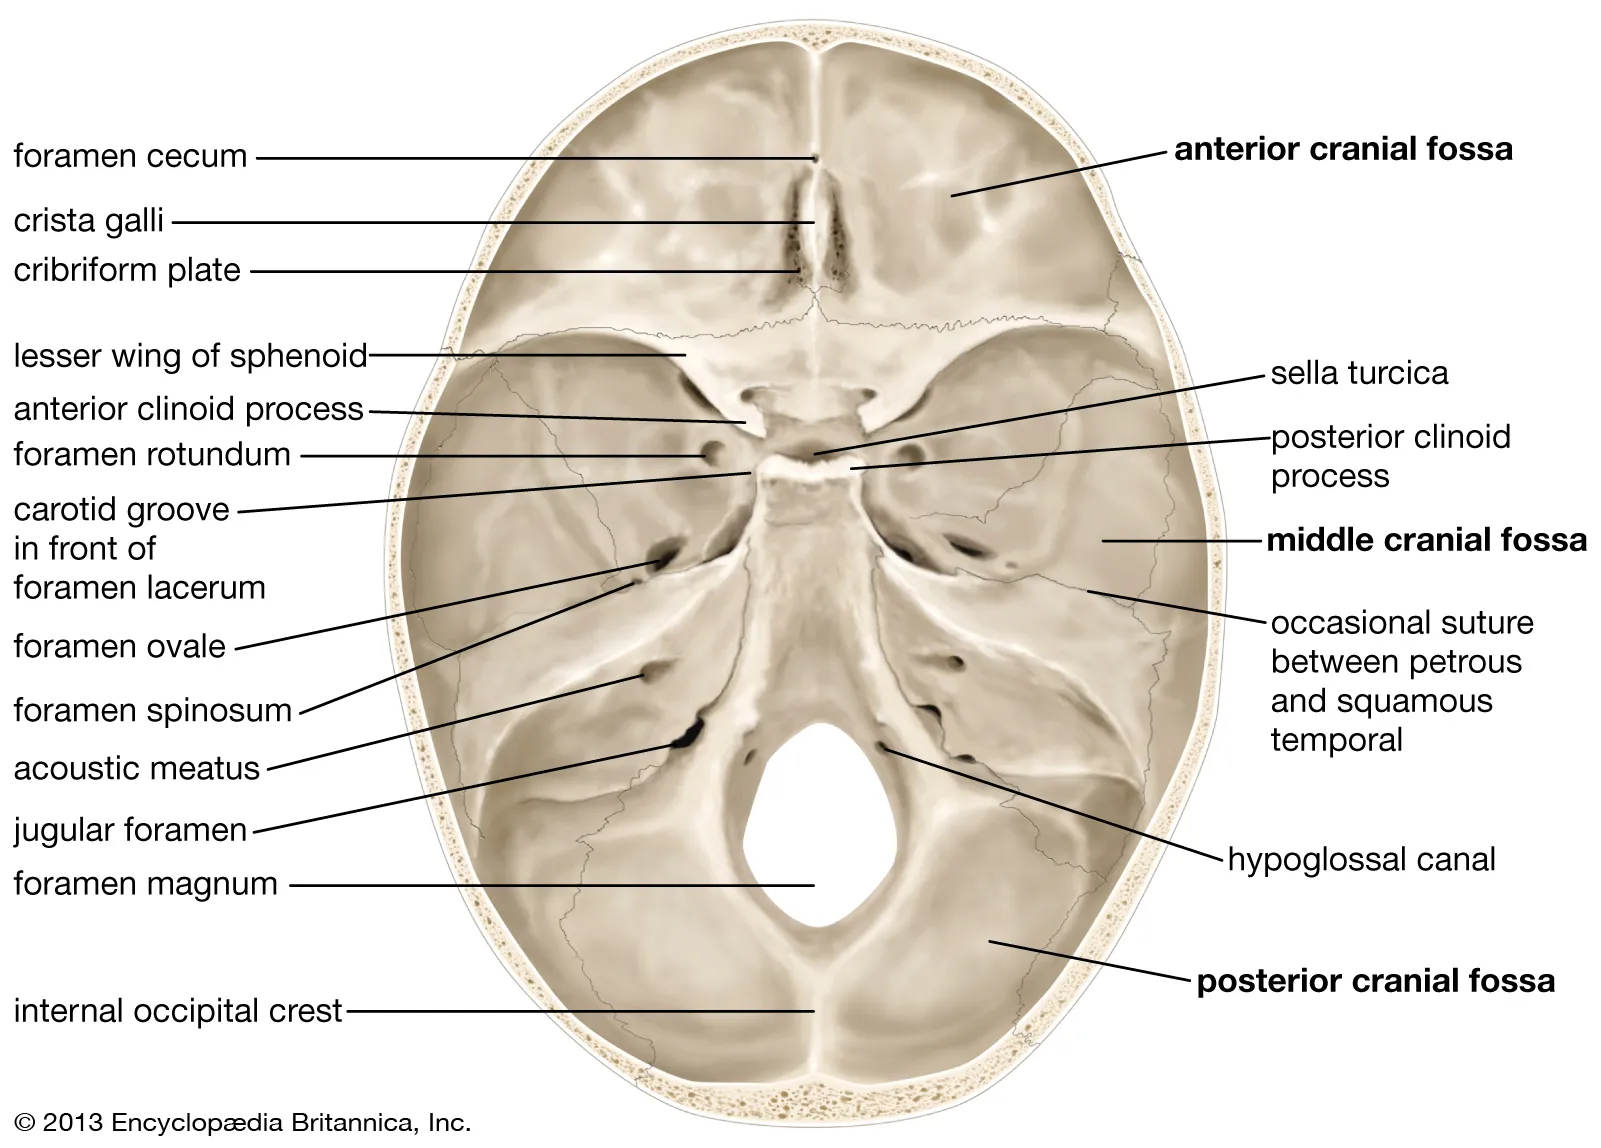 foramen cecum
crista galli
cribriform plate
lesser wing of sphenoid
anterior clinoid process
foramen rotundum
carotid groove
in front of
foramen lacerum
foramen ovale
foramen spinosum
acoustic meatus
jugular foramen
foramen magnum
internal occipital crest
anterior cranial fossa
sella turcica
posterior clinoid
process
middle cranial fossa
occasional suture
between petrous
and squamous
temporal
hypoglossal canal
posterior cranial fossa
© 2013 Encyclopædia Britannica, Inc.